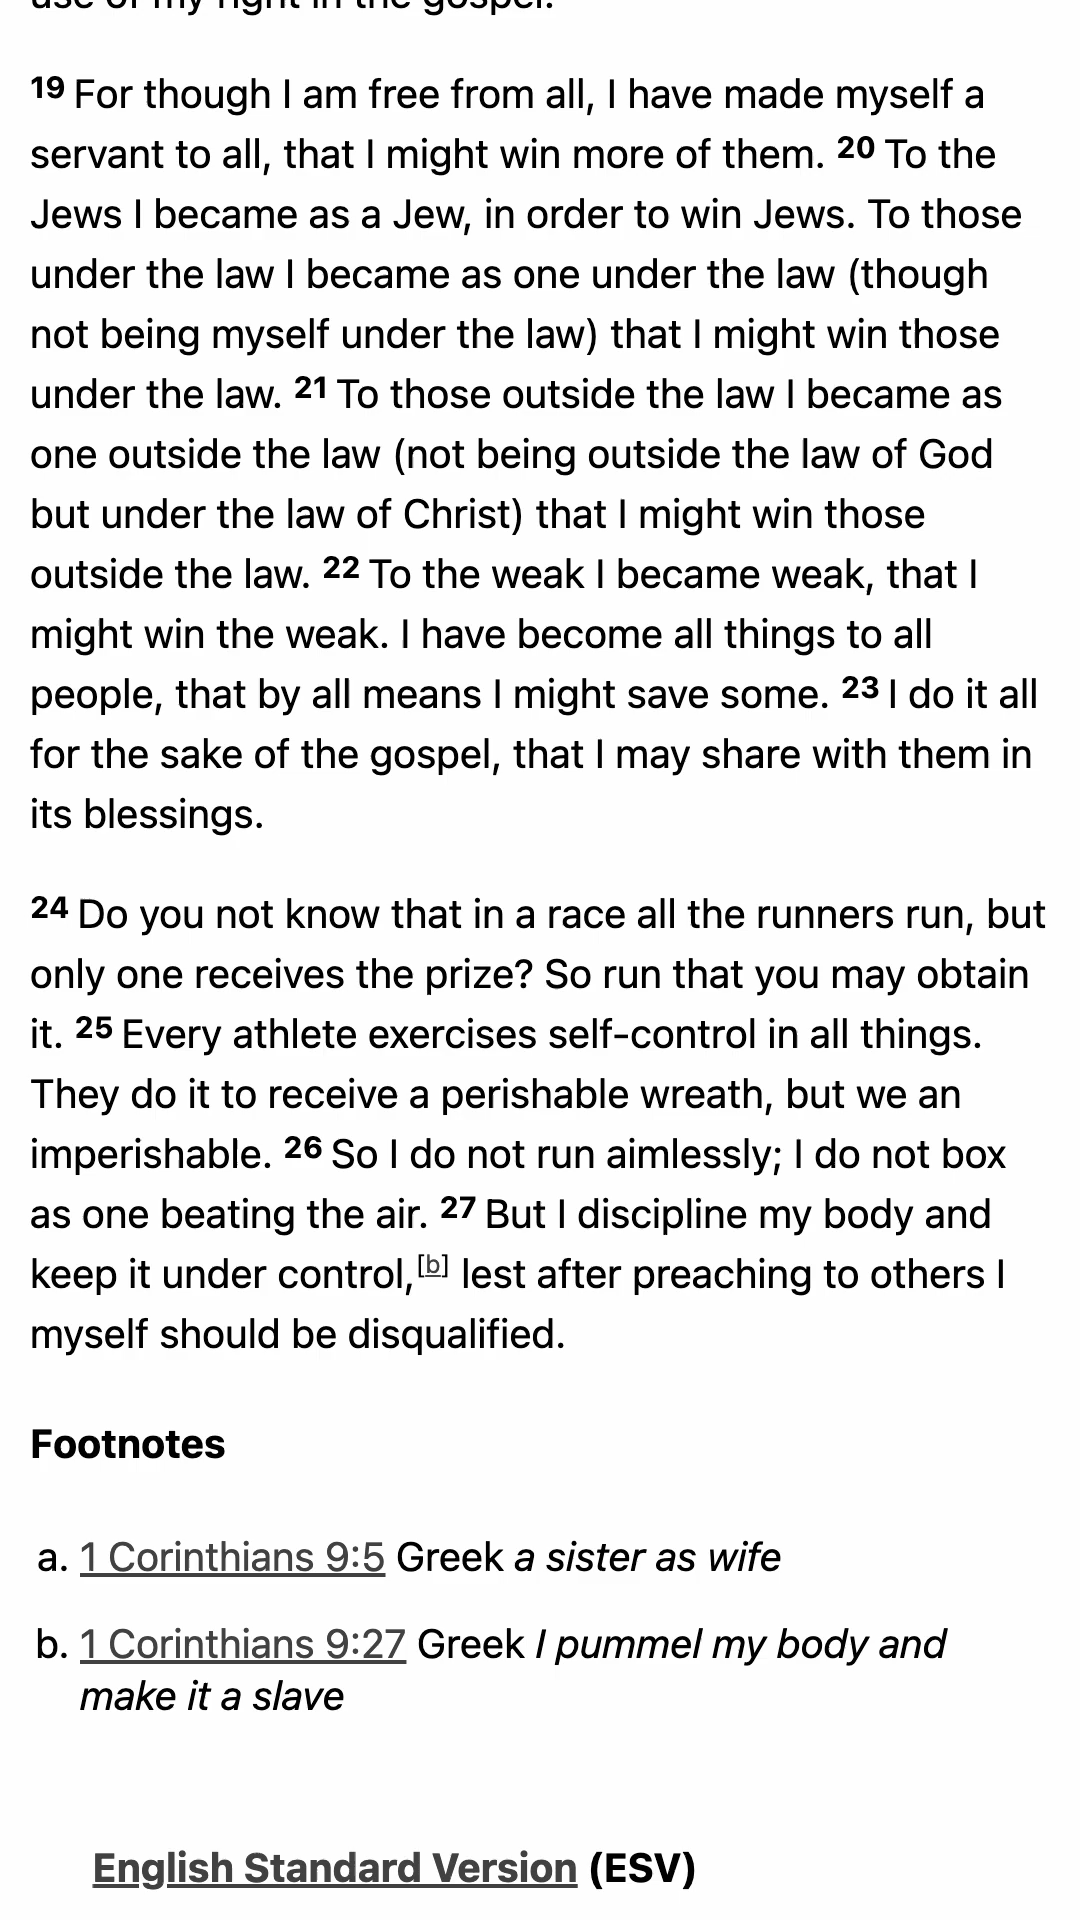 use of my right in the gospel.
19 For though I am free from all, I have made myself a
servant to all, that I might win more of them. 20 To the
Jews I became as a Jew, in order to win Jews. To those
under the law I became as one under the law (though
not being myself under the law) that I might win those
under the law. 21 To those outside the law I became as
one outside the law (not being outside the law of God
but under the law of Christ) that I might win those
outside the law. 22 To the weak I became weak, that I
might win the weak. I have become all things to all
people, that by all means I might save some. 23 I do it all
for the sake of the gospel, that I may share with them in
its blessings.
24 Do you not know that in a race all the runners run, but
only one receives the prize? So run that you may obtain
it. 25 Every athlete exercises self-control in all things.
They do it to receive a perishable wreath, but we an
imperishable. 26 So I do not run aimlessly; I do not box
as one beating the air. 27 But I discipline my body and
keep it under control,[b] lest after preaching to others I
myself should be disqualified.
Footnotes
a. 1 Corinthians 9:5 Greek a sister as wife
b. 1 Corinthians 9:27 Greek I pummel my body and
make it a slave
English Standard Version (ESV)